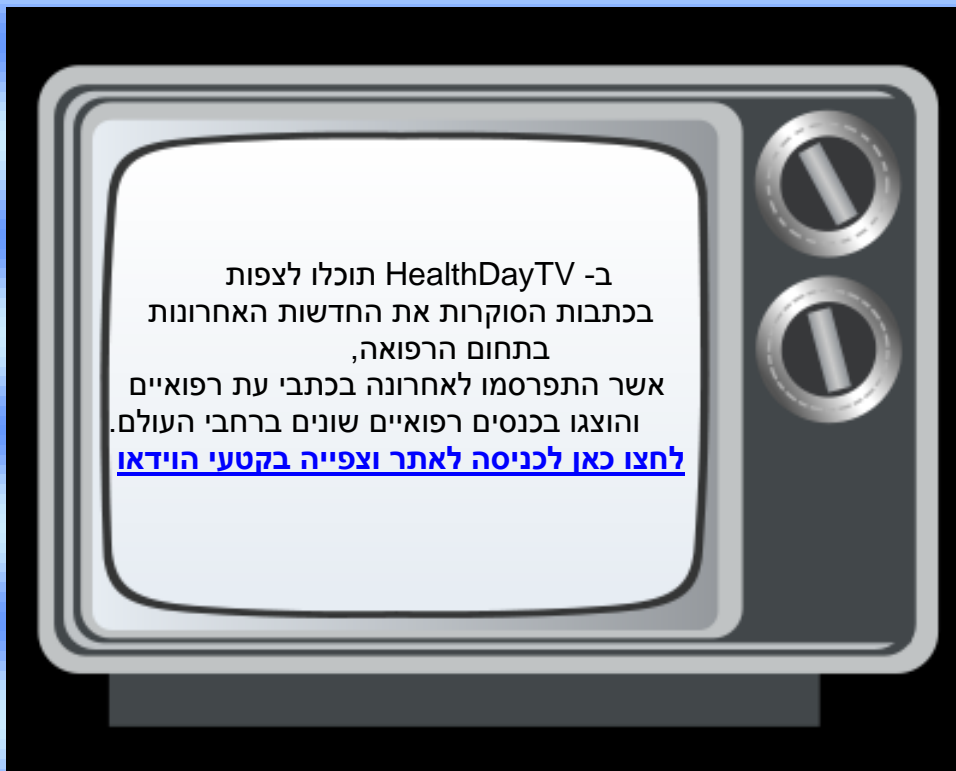 ב- HealthDayTV תוכלו לצפות
בכתבות הסוקרות את החדשות האחרונות
בתחום הרפואה,
אשר התפרסמו לאחרונה בכתבי עת רפואיים
והוצגו בכנסים רפואיים שונים ברחבי העולם.
לחצו כאן לכניסה לאתר וצפייה בקטעי הוידאו